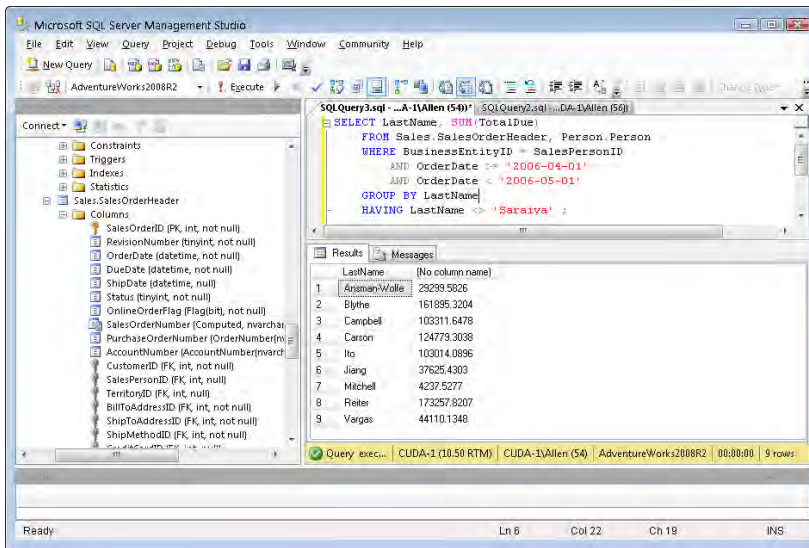 Microsoft SQL Server Management Studio
File Edit View Query Project Debug Tools Window Community Help
New Query
AdventureWorks2008R2 Execute Change Type
Connect
Constraints
Triggers
Indexes
Statistics
Sales.SalesOrderHeader
Columns
SalesOrderID (PK, int, not null)
RevisionNumber (tinyint, not null)
OrderDate (datetime, not null)
DueDate (datetime, not null)
ShipDate (datetime, null)
Status (tinyint, not null)
OnlineOrderFlag (Flag(bit), not null)
SalesOrderNumber (Computed, nvarchar
PurchaseOrderNumber (OrderNumber(n
AccountNumber (AccountNumber(nvarch
CustomerID (FK, int, not null)
SalesPersonID (FK, int, null)
TerritoryID (FK, int, null)
BillToAddressID (FK, int, not null)
ShipToAddressID (FK, int, not null)
ShipMethodID (FK, int, not null)
SQLQuery3.sql -...A-1\Allen (54))* SQLQuery2.sql -...DA-1\Allen (56))
SELECT LastName, SUM(TotalDue)
FROM Sales.SalesOrderHeader, Person.Person
WHERE BusinessEntityID = SalesPersonID
AND OrderDate >= '2006-04-01'
AND OrderDate < '2006-05-01'
GROUP BY LastName
HAVING LastName <> 'Saraiva' ;
Results Messages
LastName (No column name)
1 Ansman-Wolfe 29299.5826
2 Blythe 161895.3204
3 Campbell 103311.6478
4 Carson 124779.3038
5 Ito 103014.0896
6 Jiang 37625.4303
7 Mitchell 4237.5277
8 Reiter 173257.8207
9 Vargas 44110.1348
Query exec... CUDA-1 (10.50 RTM) CUDA-1\Allen (54) AdventureWorks2008R2 00:00:00 9 rows
Ready Ln 6 Col 22 Ch 19 INS